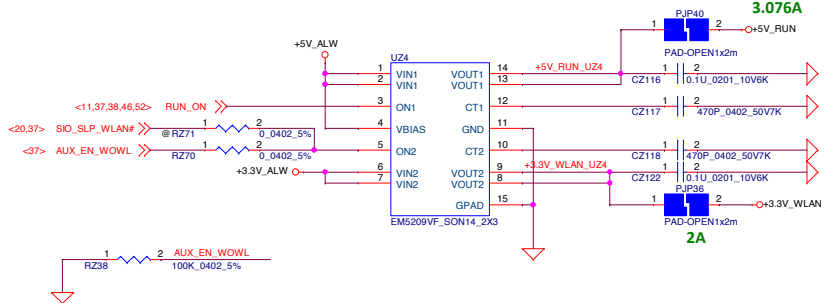 3.076A
PJP40
1 2 +5V_RUN
PAD-OPEN1x2m
+5V_ALW
UZ4
1 VIN1 VOUT1 14 +5V_RUN_UZ4
2 VIN1 VOUT1 13
CZ116 1 2 0.1U_0201_10V6K
<11,37,38,46,52> RUN_ON 3 ON1 CT1 12
CZ117 1 2 470P_0402_50V7K
<20,37> SIO_SLP_WLAN# @RZ71 1 2 0_0402_5%
4 VBIAS GND 11
<37> AUX_EN_WOWL RZ70 1 2 0_0402_5%
5 ON2 CT2 10
CZ118 1 2 470P_0402_50V7K
+3.3V_ALW 6 VIN2 VOUT2 9 +3.3V_WLAN_UZ4
7 VIN2 VOUT2 8
CZ122 1 2 0.1U_0201_10V6K
PJP36
GPAD 15
1 2 +3.3V_WLAN
EM5209VF_SON14_2X3
PAD-OPEN1x2m
2A
1 2 AUX_EN_WOWL
RZ38 100K_0402_5%